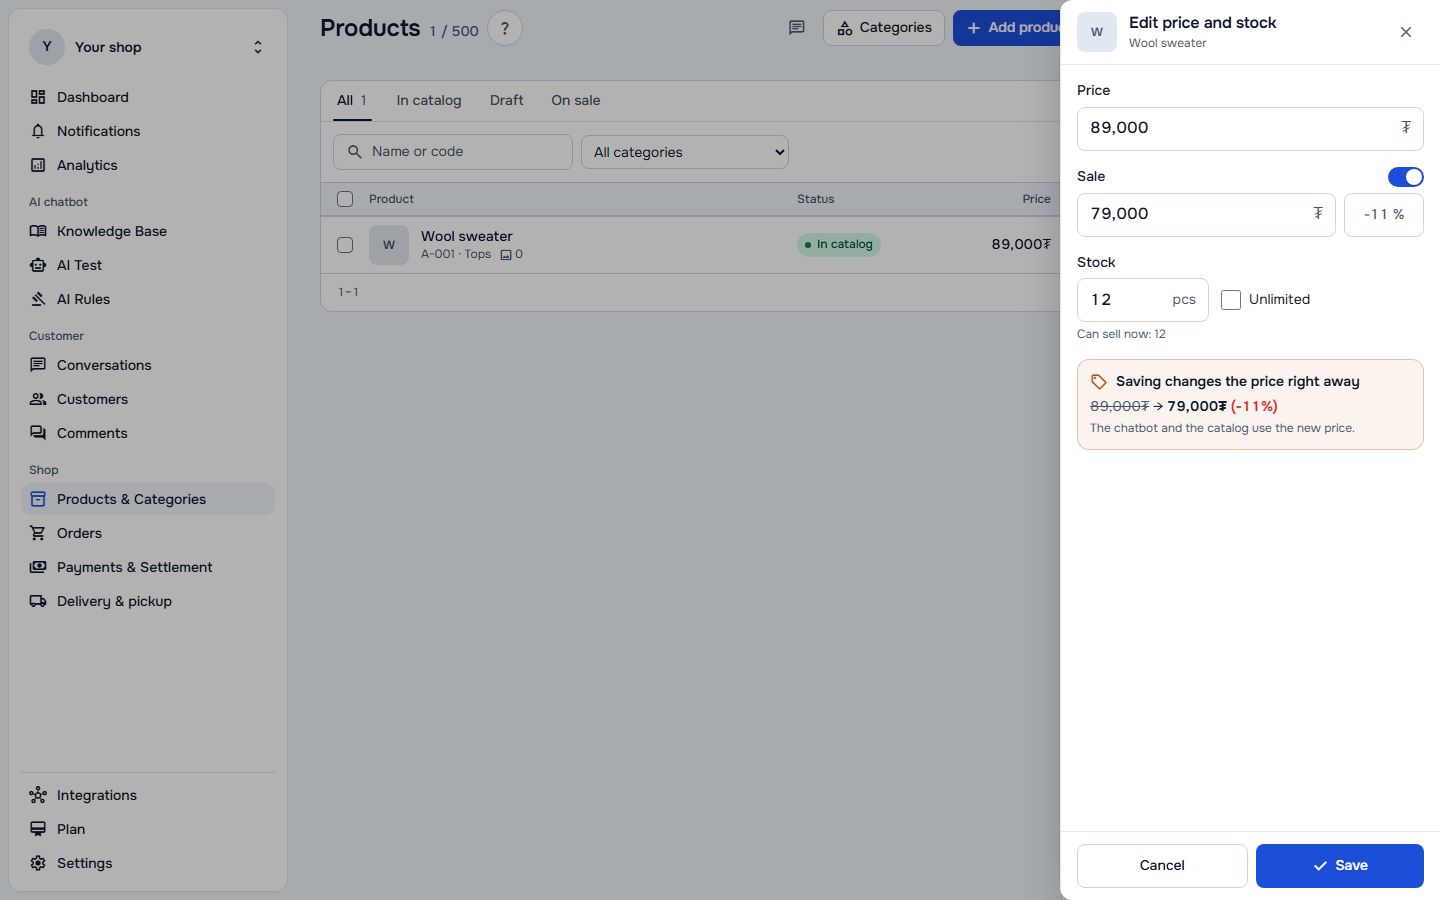 Y Your shop
Dashboard
Notifications
Analytics
AI chatbot
Knowledge Base
AI Test
AI Rules
Customer
Conversations
Customers
Comments
Shop
Products & Categories
Orders
Payments & Settlement
Delivery & pickup
Integrations
Plan
Settings
Products 1 / 500 ?
Categories
+ Add produ
All 1 In catalog Draft On sale
Name or code
All categories
Product Status Price
W Wool sweater In catalog 89,000₮
A-001 · Tops 0
1–1
W Edit price and stock
Wool sweater
Price
89,000 ₮
Sale
79,000 ₮ -11 %
Stock
12 pcs Unlimited
Can sell now: 12
Saving changes the price right away
89,000₮ → 79,000₮ (-11%)
The chatbot and the catalog use the new price.
Cancel Save